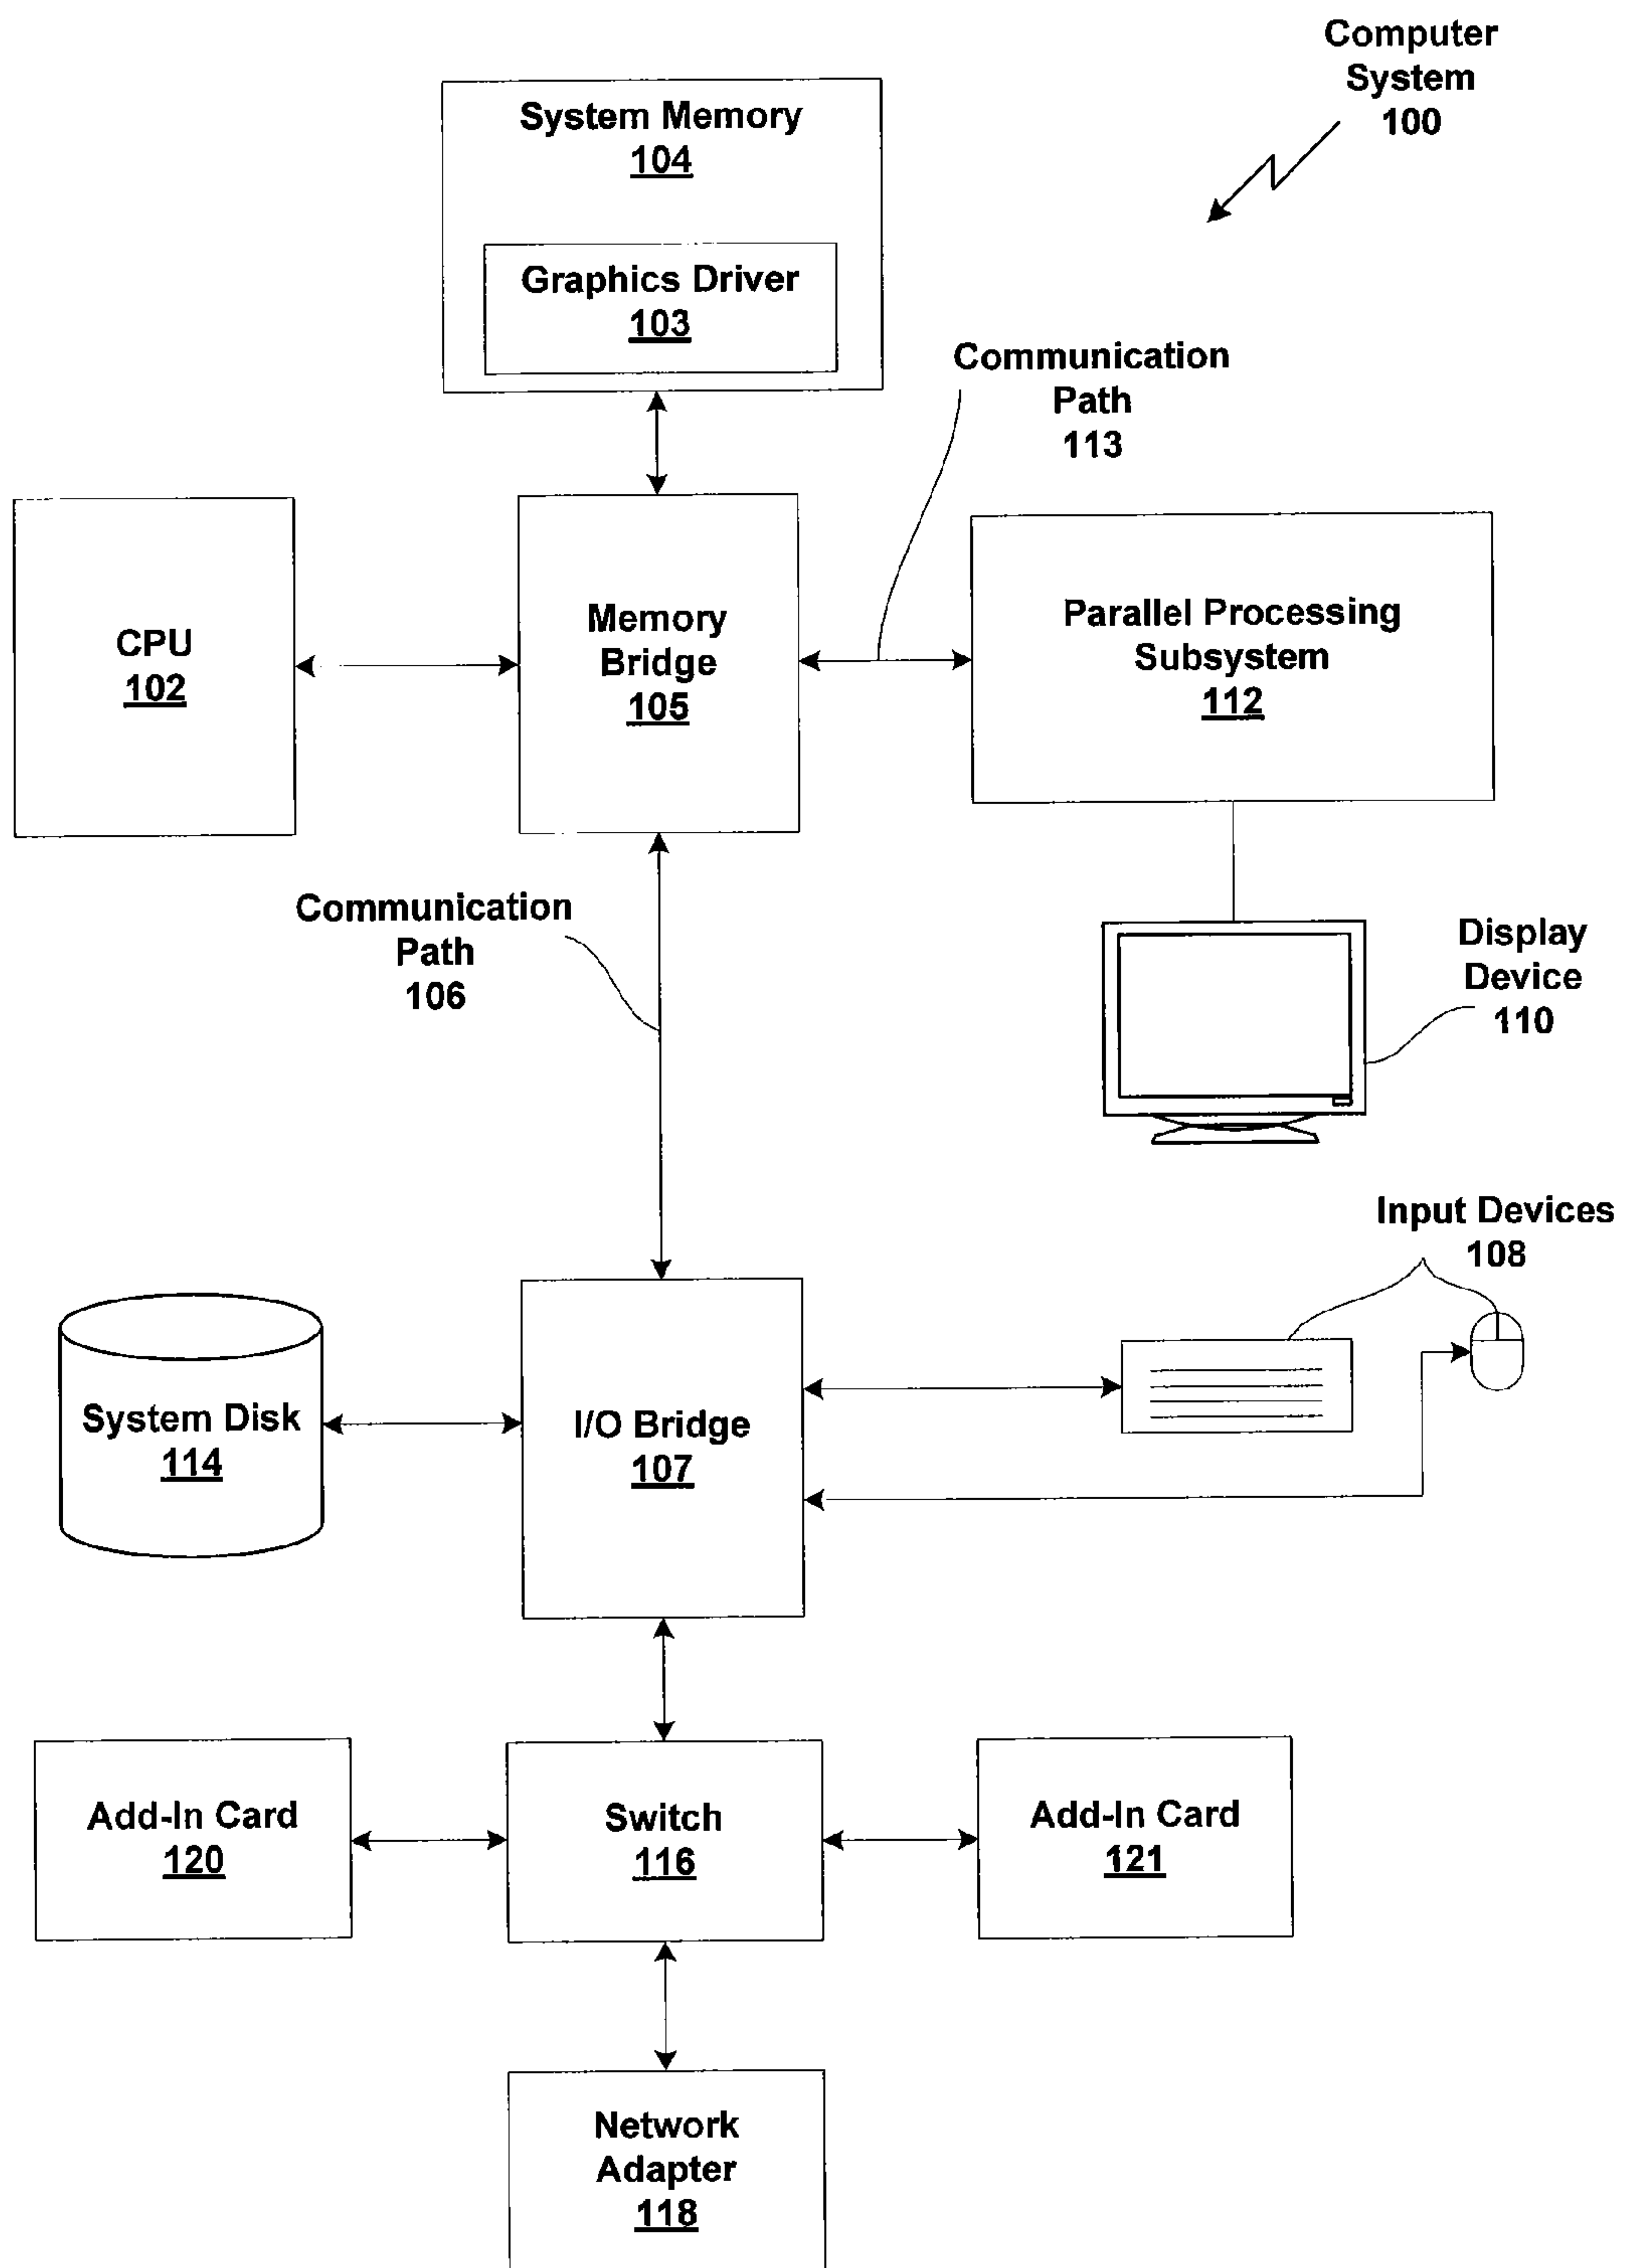 Computer
System
100
System Memory
104
Graphics Driver
103
Communication
Path
113
CPU
102
Memory
Bridge
105
Parallel Processing
Subsystem
112
Communication
Path
106
Display
Device
110
Input Devices
108
System Disk
114
I/O Bridge
107
Add-In Card
120
Switch
116
Add-In Card
121
Network
Adapter
118